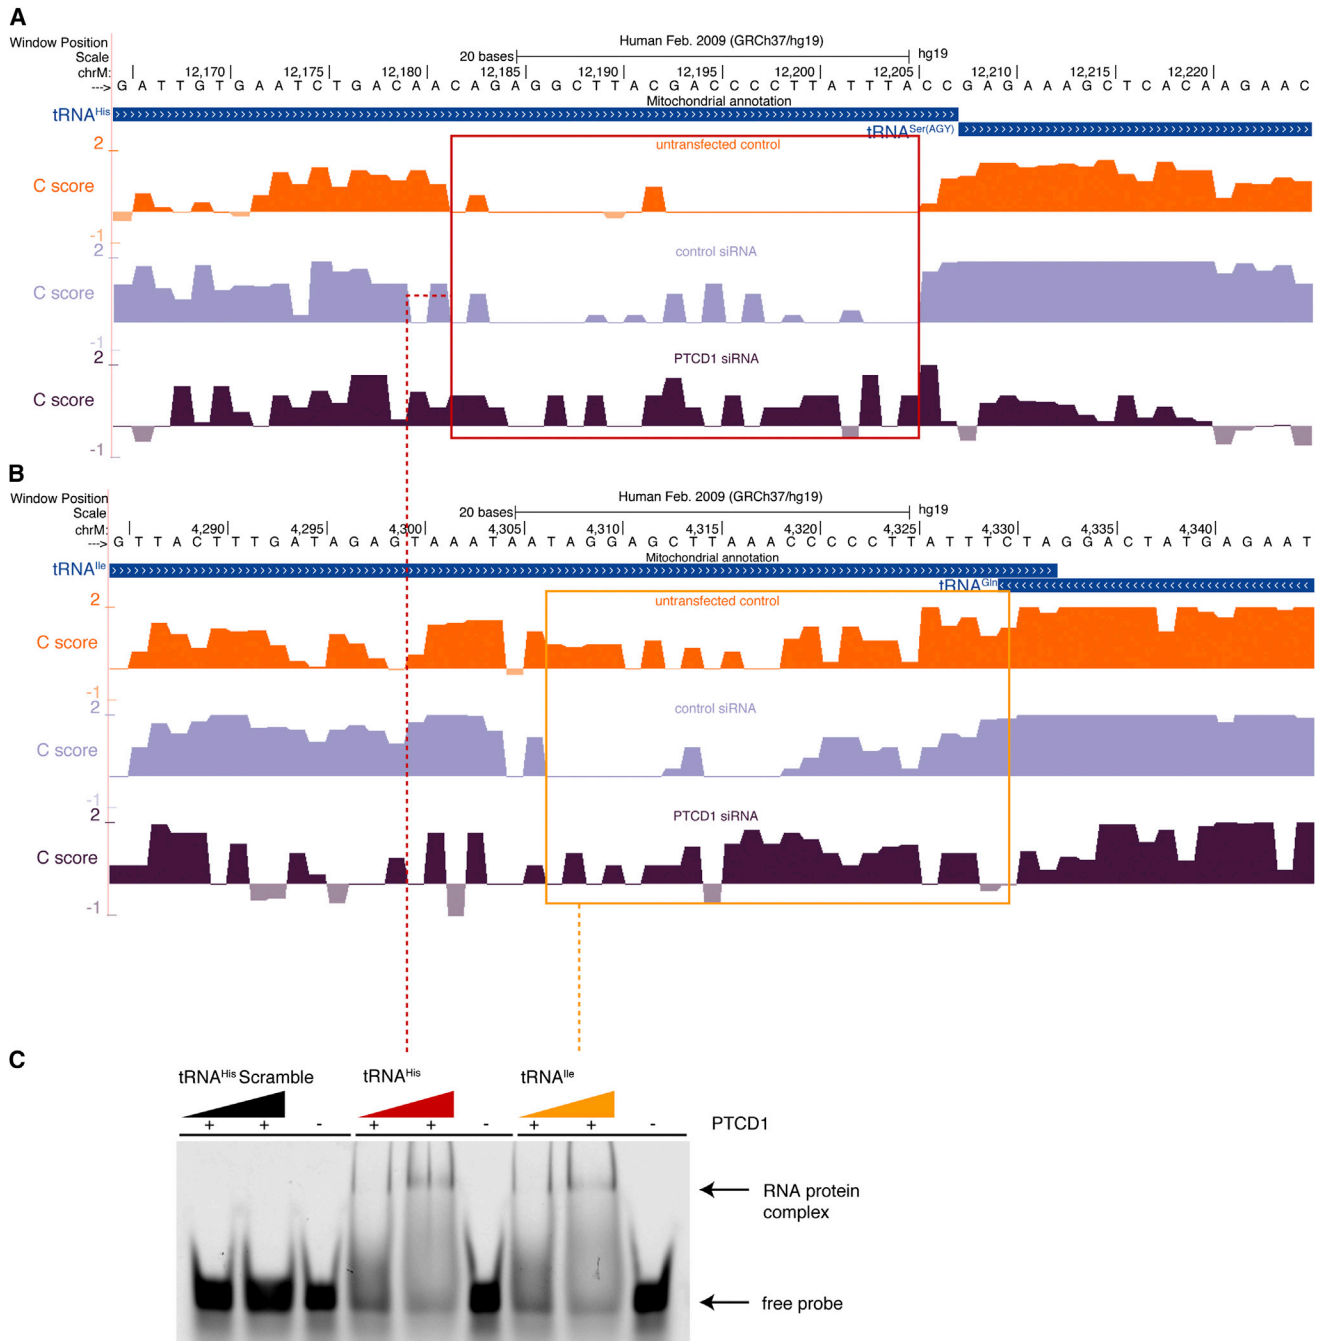 A
Window Position
Human Feb. 2009 (GRCh37/hg19)
Scale
20 bases
hg19
chrM:
12,170 12,175 12,180 12,185 12,190 12,195 12,200 12,205 12,210 12,215 12,220
---> G A T T G T G A A T C T G A C A A C A G A G G C T T A C G A C C C C T T A T T T A C C G A G A A A G C T C A C A A G A A C
Mitochondrial annotation
tRNAHis
tRNASer(AGY)
2
untransfected control
C score
-1
2
control siRNA
C score
-1
2
PTCD1 siRNA
C score
-1
B
Window Position
Human Feb. 2009 (GRCh37/hg19)
Scale
20 bases
hg19
chrM:
4,290 4,295 4,300 4,305 4,310 4,315 4,320 4,325 4,330 4,335 4,340
---> G T T A C T T T G A T A G A G T A A A T A A T A G G A G C T T A A A C C C C C T T A T T T C T A G G A C T A T G A G A A T
Mitochondrial annotation
tRNAIle
tRNAGln
2
untransfected control
C score
-1
2
control siRNA
C score
-1
2
PTCD1 siRNA
C score
-1
C
tRNAHis Scramble tRNAHis tRNAIle
+ + - + + - + + - PTCD1
RNA protein
complex
free probe